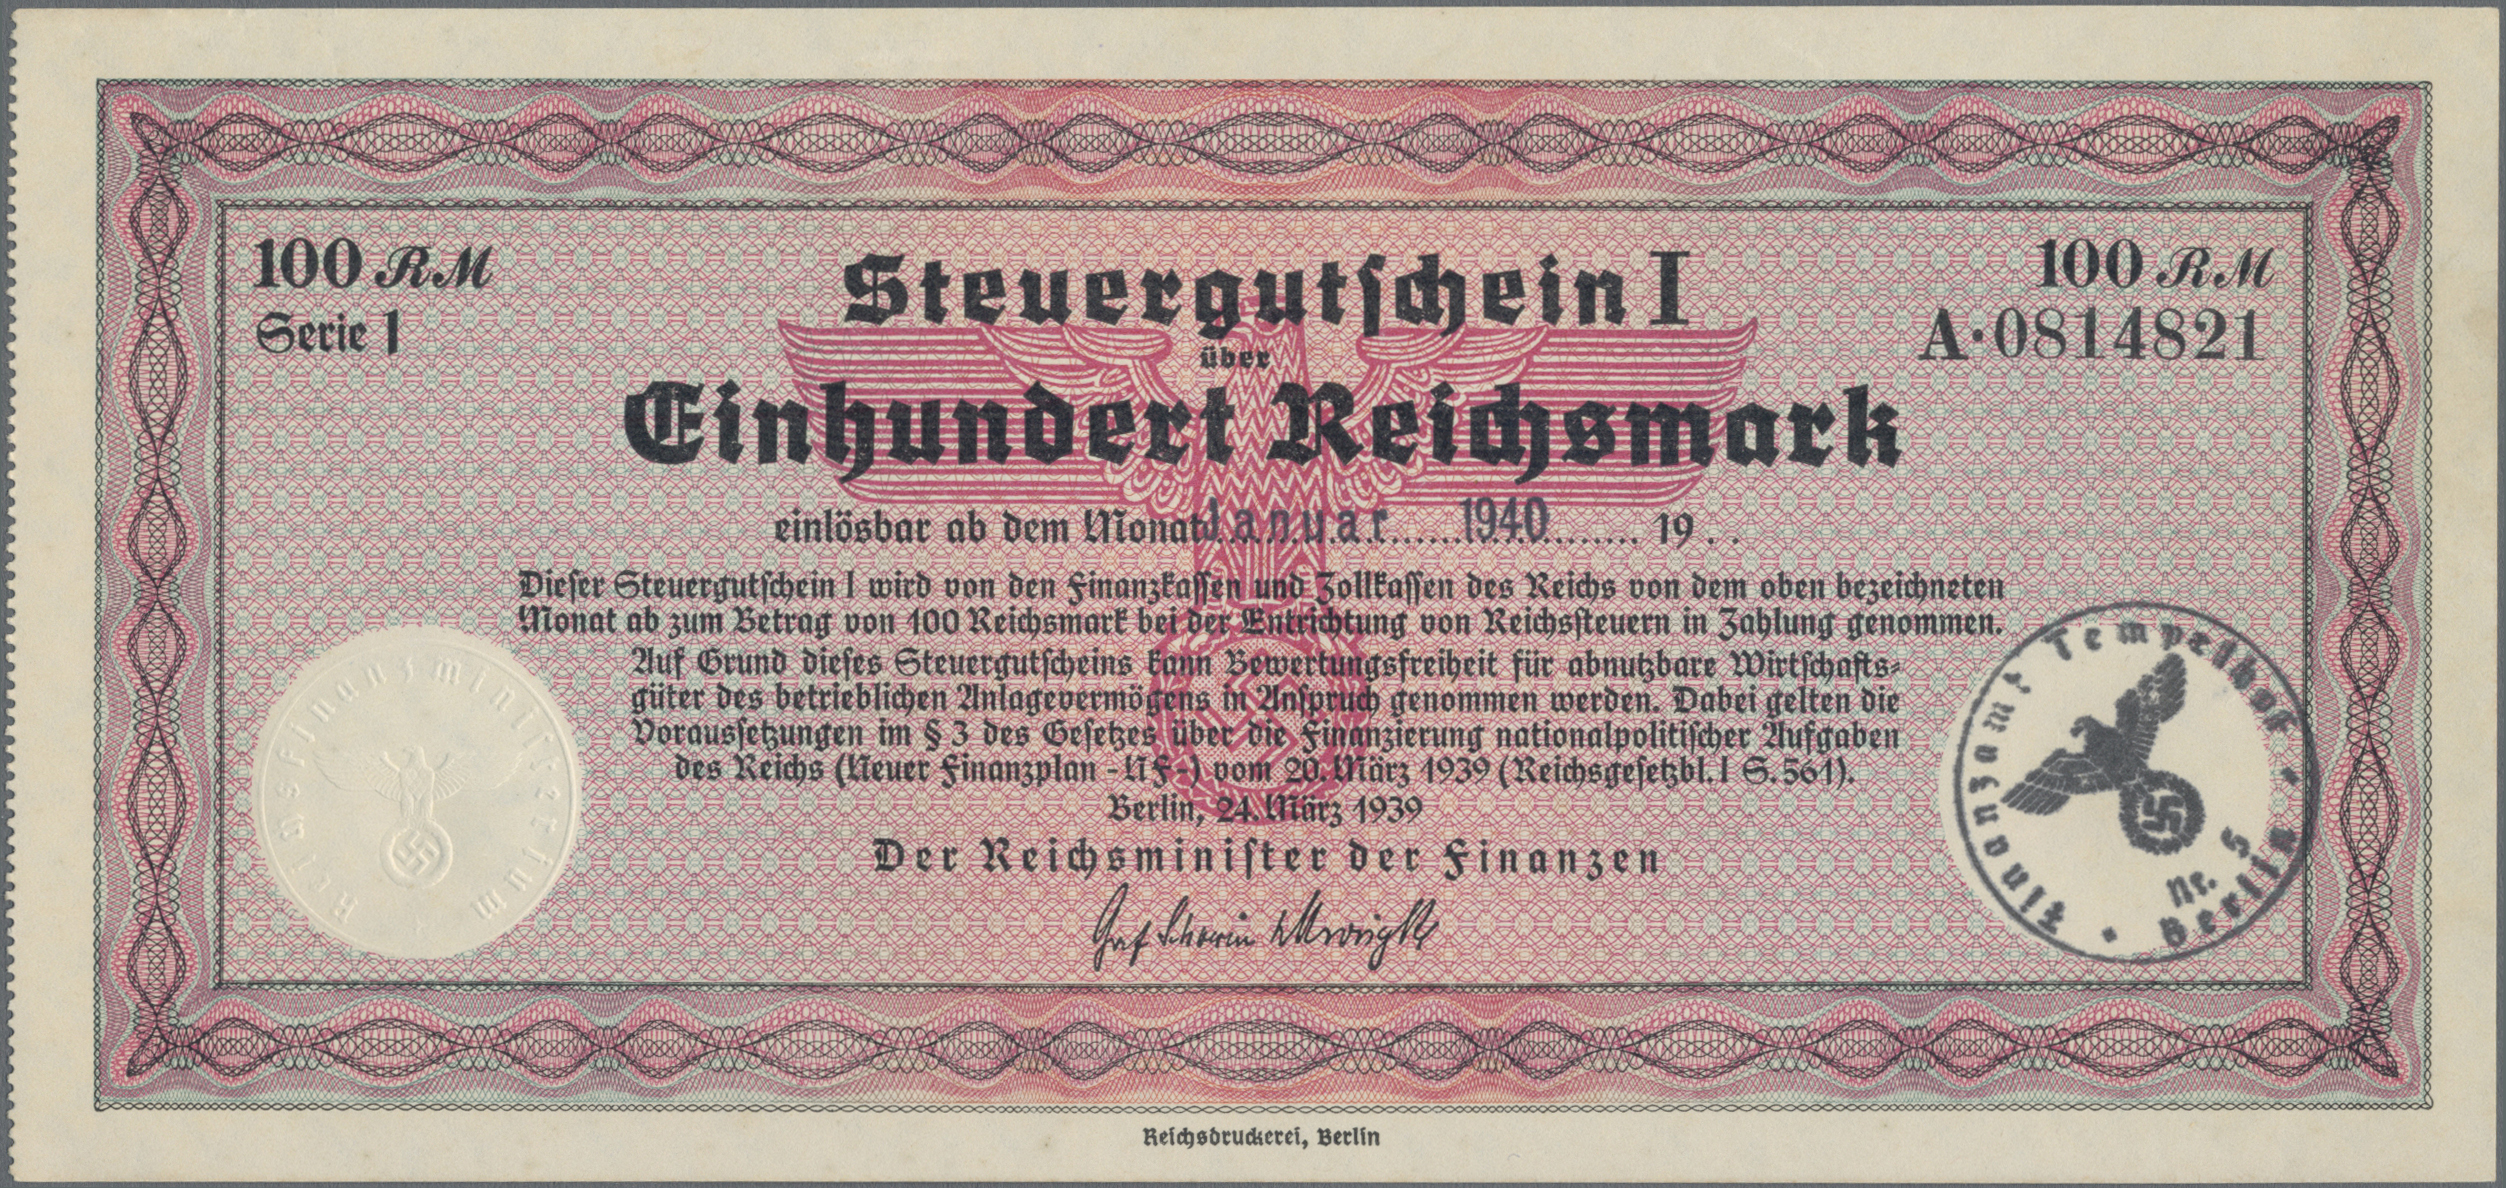 100 RM
Steuergutschein I
100 RM
Serie I
A·0814821
über
Einhundert Reichsmark
einlösbar ab dem Monat Januar 1940 19 . .
Dieser Steuergutschein I wird von den Finanzkassen und Zollkassen des Reichs von dem oben bezeichneten
Monat ab zum Betrag von 100 Reichsmark bei der Entrichtung von Reichssteuern in Zahlung genommen.
Auf Grund dieses Steuergutscheins kann Bewertungsfreiheit für abnutzbare Wirtschafts-
güter des betrieblichen Anlagevermögens in Anspruch genommen werden. Dabei gelten die
Voraussetzungen im § 3 des Gesetzes über die Finanzierung nationalpolitischer Aufgaben
des Reichs (Neuer Finanzplan - NF-) vom 20. März 1939 (Reichsgesetzbl. I S. 561).
Berlin, 24. März 1939
Der Reichsminister der Finanzen
Graf Schwerin Krosigk
Reichsfinanzministerium
Finanzamt Tempelhof
Nr. 5
Berlin
Reichsdruckerei, Berlin